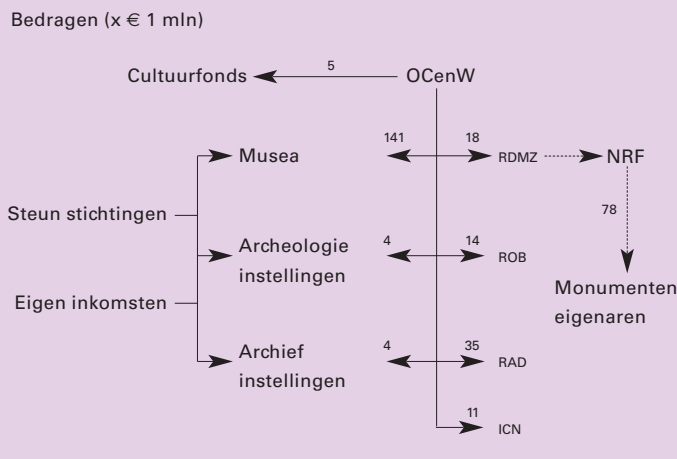 Bedragen (x € 1 mln)
Cultuurfonds
5
OCenW
Musea
141
18
RDMZ
NRF
Steun stichtingen
78
Archeologie
instellingen
4
14
ROB
Monumenten
eigenaren
Eigen inkomsten
Archief
instellingen
4
35
RAD
11
ICN